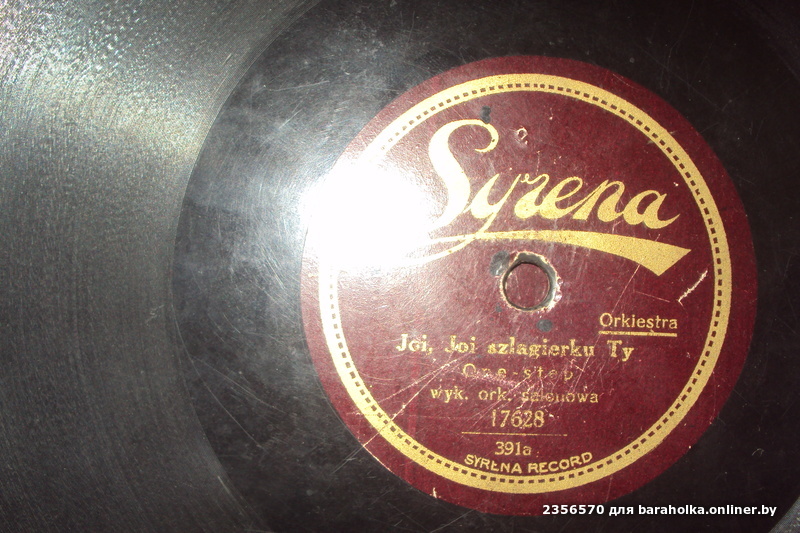 Syrena
Orkiestra
Joi, Joi szlagierku Ty
One-step
wyk. ork. salonowa
17628
391a
SYRENA RECORD
2356570 для baraholka.onliner.by